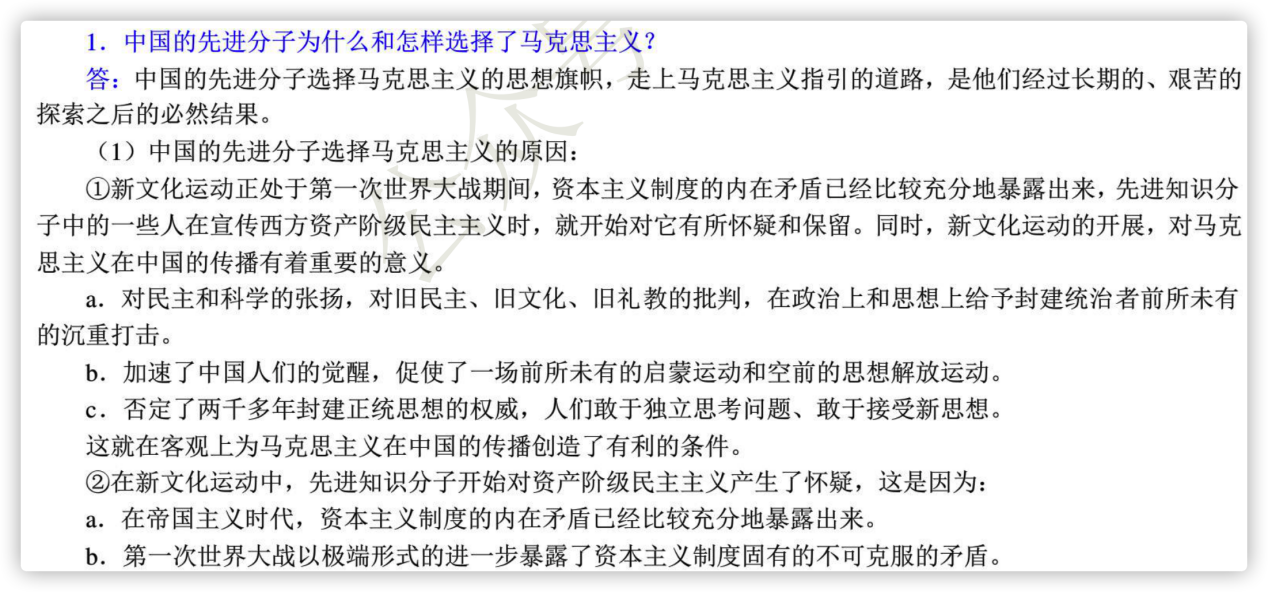 1．中国的先进分子为什么和怎样选择了马克思主义？
答：中国的先进分子选择马克思主义的思想旗帜，走上马克思主义指引的道路，是他们经过长期的、艰苦的
探索之后的必然结果。
（1）中国的先进分子选择马克思主义的原因：
①新文化运动正处于第一次世界大战期间，资本主义制度的内在矛盾已经比较充分地暴露出来，先进知识分
子中的一些人在宣传西方资产阶级民主主义时，就开始对它有所怀疑和保留。同时，新文化运动的开展，对马克
思主义在中国的传播有着重要的意义。
a．对民主和科学的张扬，对旧民主、旧文化、旧礼教的批判，在政治上和思想上给予封建统治者前所未有
的沉重打击。
b．加速了中国人们的觉醒，促使了一场前所未有的启蒙运动和空前的思想解放运动。
c．否定了两千多年封建正统思想的权威，人们敢于独立思考问题、敢于接受新思想。
这就在客观上为马克思主义在中国的传播创造了有利的条件。
②在新文化运动中，先进知识分子开始对资产阶级民主主义产生了怀疑，这是因为：
a．在帝国主义时代，资本主义制度的内在矛盾已经比较充分地暴露出来。
b．第一次世界大战以极端形式的进一步暴露了资本主义制度固有的不可克服的矛盾。
公众号